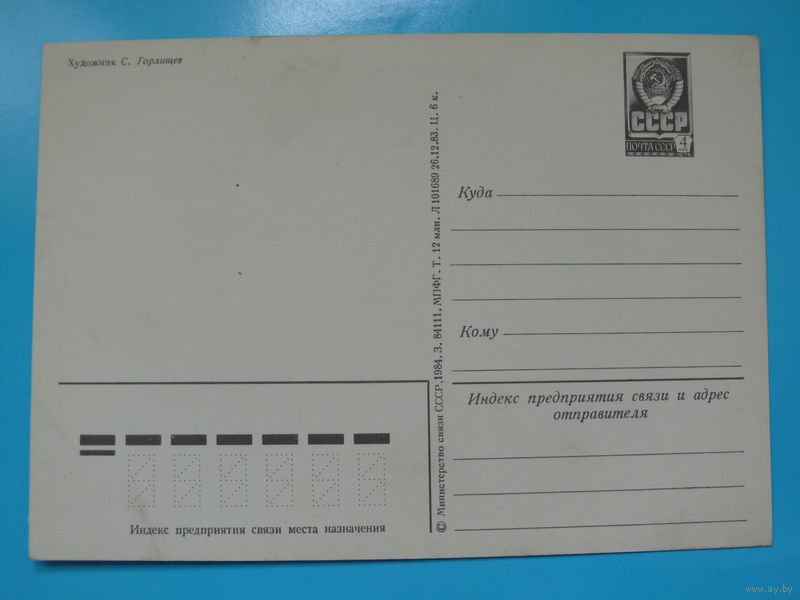 Художник С. Горлищев
СССР
ПОЧТА СССР 4
Куда
Кому
© Министерство связи СССР, 1984. З. 84111. МПФГ. Т. 12 млн. Л 101689 26.12.83. Ц. 6 к.
Индекс предприятия связи и адрес
отправителя
Индекс предприятия связи места назначения
www.ay.by